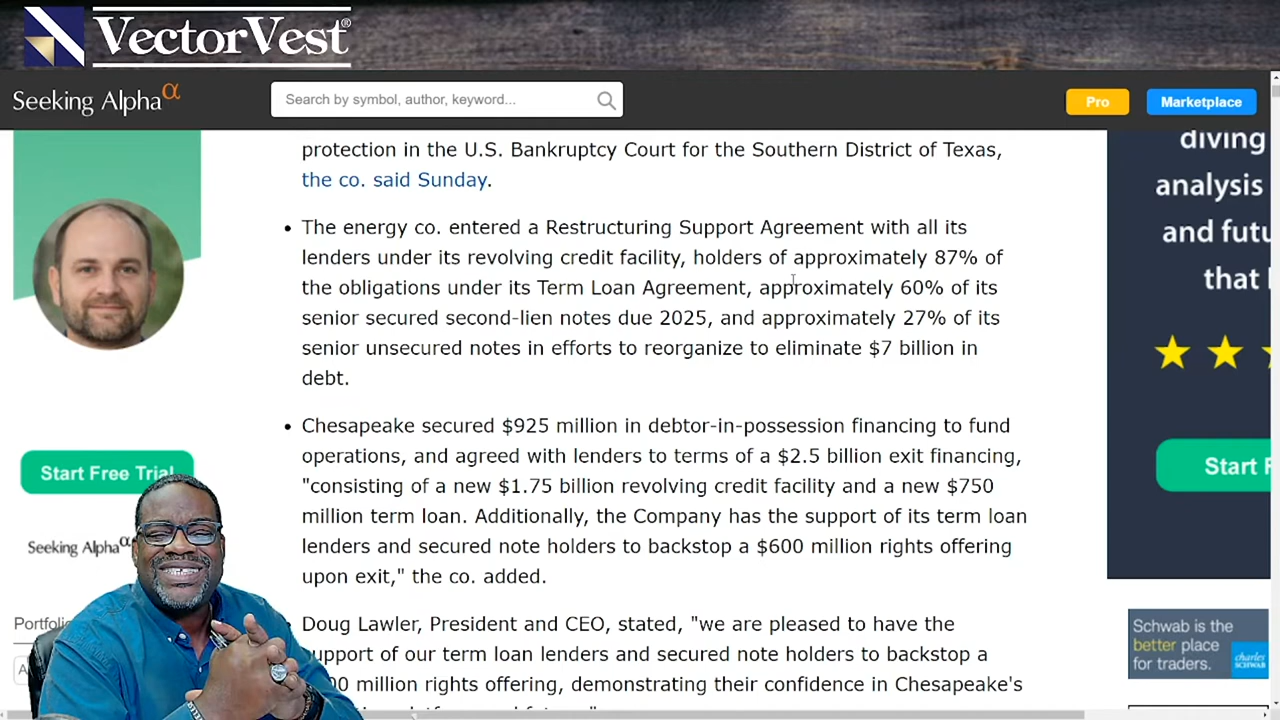 VectorVest®
Seeking Alpha α
Search by symbol, author, keyword...
Pro
Marketplace
protection in the U.S. Bankruptcy Court for the Southern District of Texas,
the co. said Sunday.
• The energy co. entered a Restructuring Support Agreement with all its
lenders under its revolving credit facility, holders of approximately 87% of
the obligations under its Term Loan Agreement, approximately 60% of its
senior secured second-lien notes due 2025, and approximately 27% of its
senior unsecured notes in efforts to reorganize to eliminate $7 billion in
debt.
• Chesapeake secured $925 million in debtor-in-possession financing to fund
operations, and agreed with lenders to terms of a $2.5 billion exit financing,
"consisting of a new $1.75 billion revolving credit facility and a new $750
million term loan. Additionally, the Company has the support of its term loan
lenders and secured note holders to backstop a $600 million rights offering
upon exit," the co. added.
Doug Lawler, President and CEO, stated, "we are pleased to have the
support of our term loan lenders and secured note holders to backstop a
million rights offering, demonstrating their confidence in Chesapeake's
Start Free Trial
Seeking Alpha α
Portfolio
diving
analysis
and futu
that
Start F
Schwab is the
better place
for traders.
charles
SCHWAB